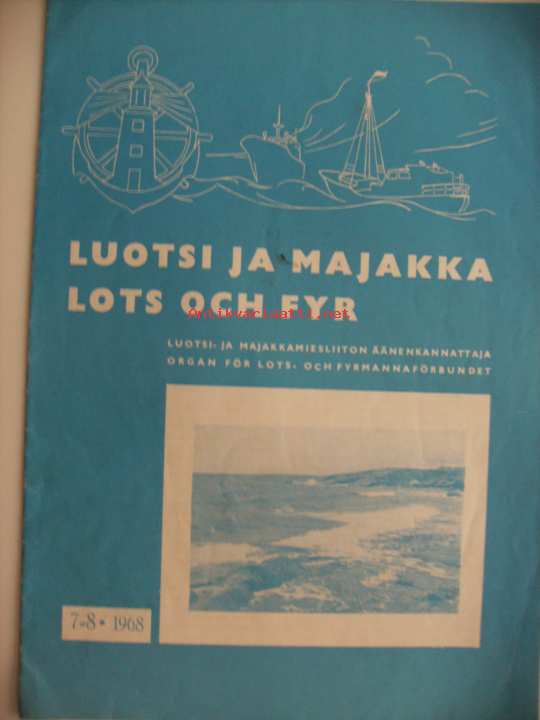 LUOTSI JA MAJAKKA
LOTS OCH FYR
Antikvariaatti.net
LUOTSI- JA MAJAKKAMIESLIITON ÄÄNENKANNATTAJA
ORGAN FÖR LOTS- OCH FYRMANNAFÖRBUNDET
7-8 • 1968